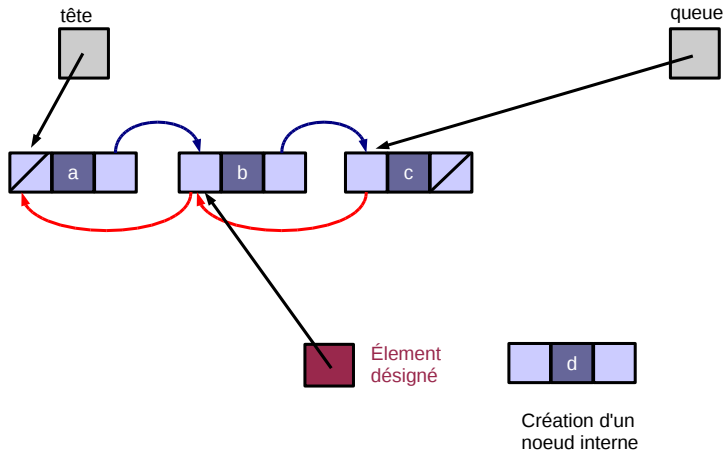 tête
queue
a
b
c
Élement
désigné
d
Création d'un
noeud interne